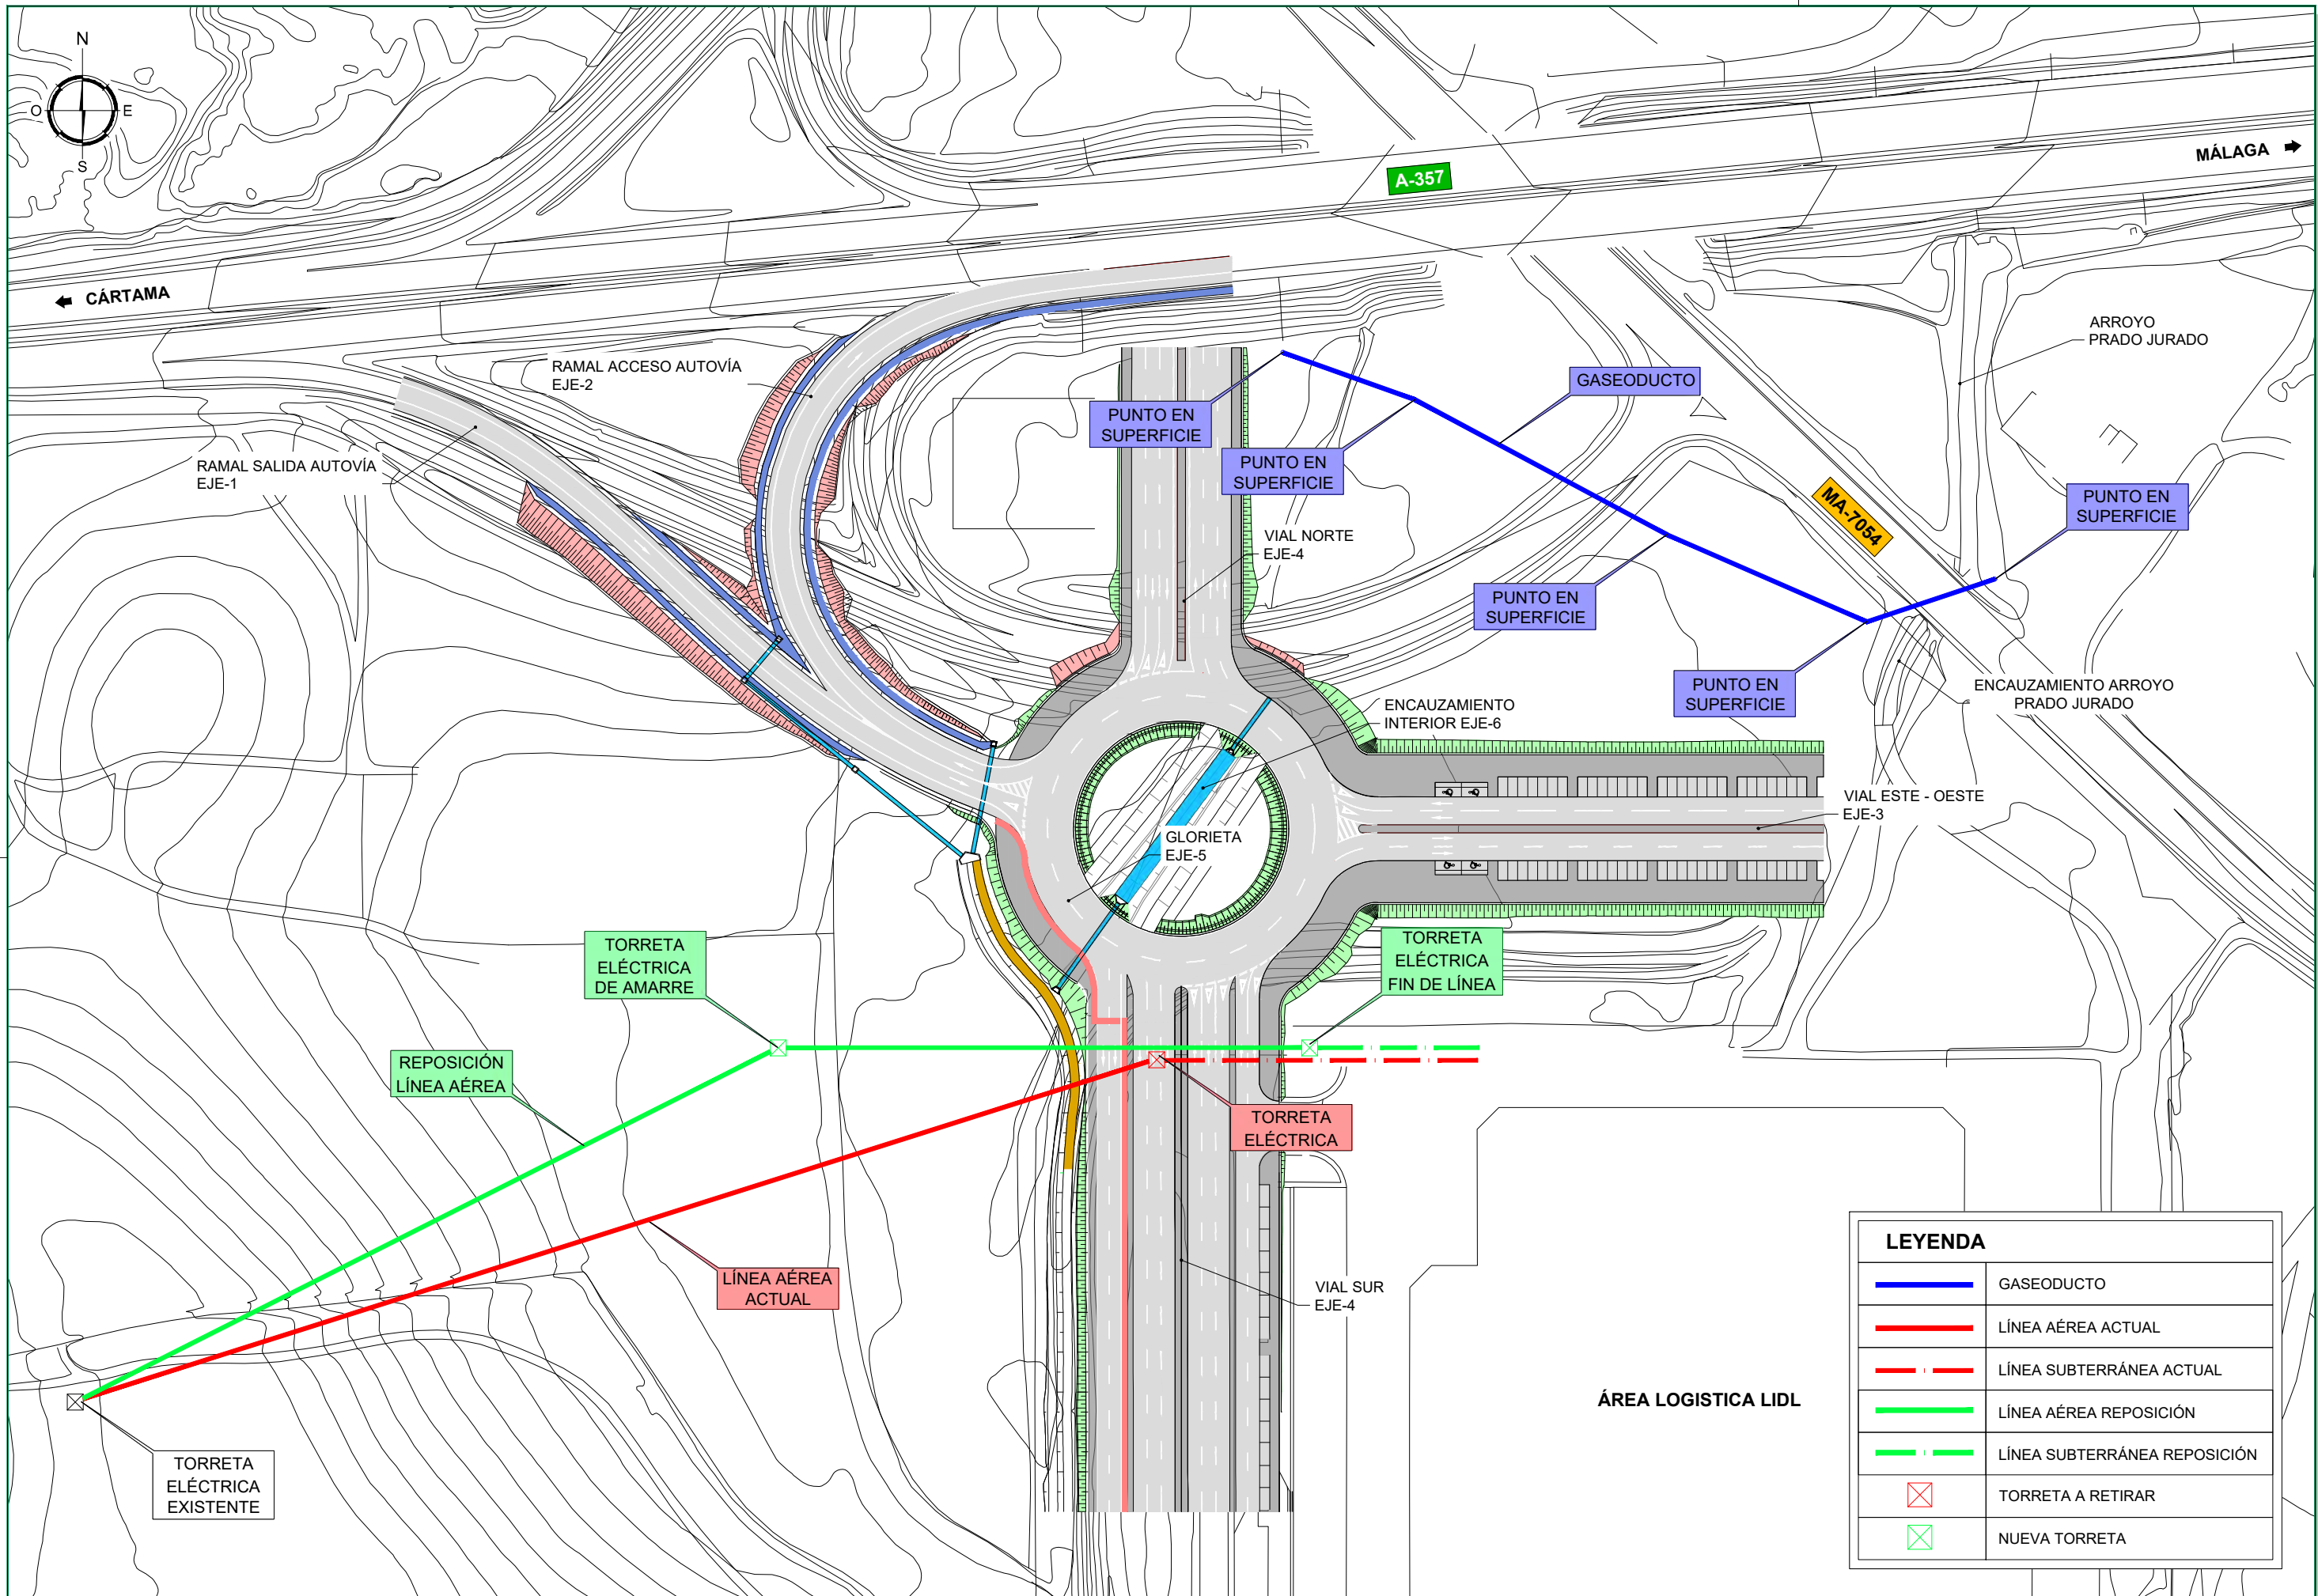 N
O
E
S
A-357
MÁLAGA
CÁRTAMA
ARROYO
PRADO JURADO
RAMAL ACCESO AUTOVÍA
EJE-2
GASEODUCTO
PUNTO EN
SUPERFICIE
PUNTO EN
SUPERFICIE
RAMAL SALIDA AUTOVÍA
EJE-1
MA-7054
PUNTO EN
SUPERFICIE
VIAL NORTE
EJE-4
PUNTO EN
SUPERFICIE
PUNTO EN
SUPERFICIE
ENCAUZAMIENTO ARROYO
PRADO JURADO
ENCAUZAMIENTO
INTERIOR EJE-6
VIAL ESTE - OESTE
EJE-3
GLORIETA
EJE-5
TORRETA
ELÉCTRICA
DE AMARRE
TORRETA
ELÉCTRICA
FIN DE LÍNEA
REPOSICIÓN
LÍNEA AÉREA
TORRETA
ELÉCTRICA
LÍNEA AÉREA
ACTUAL
VIAL SUR
EJE-4
ÁREA LOGISTICA LIDL
TORRETA
ELÉCTRICA
EXISTENTE
LEYENDA
GASEODUCTO
LÍNEA AÉREA ACTUAL
LÍNEA SUBTERRÁNEA ACTUAL
LÍNEA AÉREA REPOSICIÓN
LÍNEA SUBTERRÁNEA REPOSICIÓN
TORRETA A RETIRAR
NUEVA TORRETA